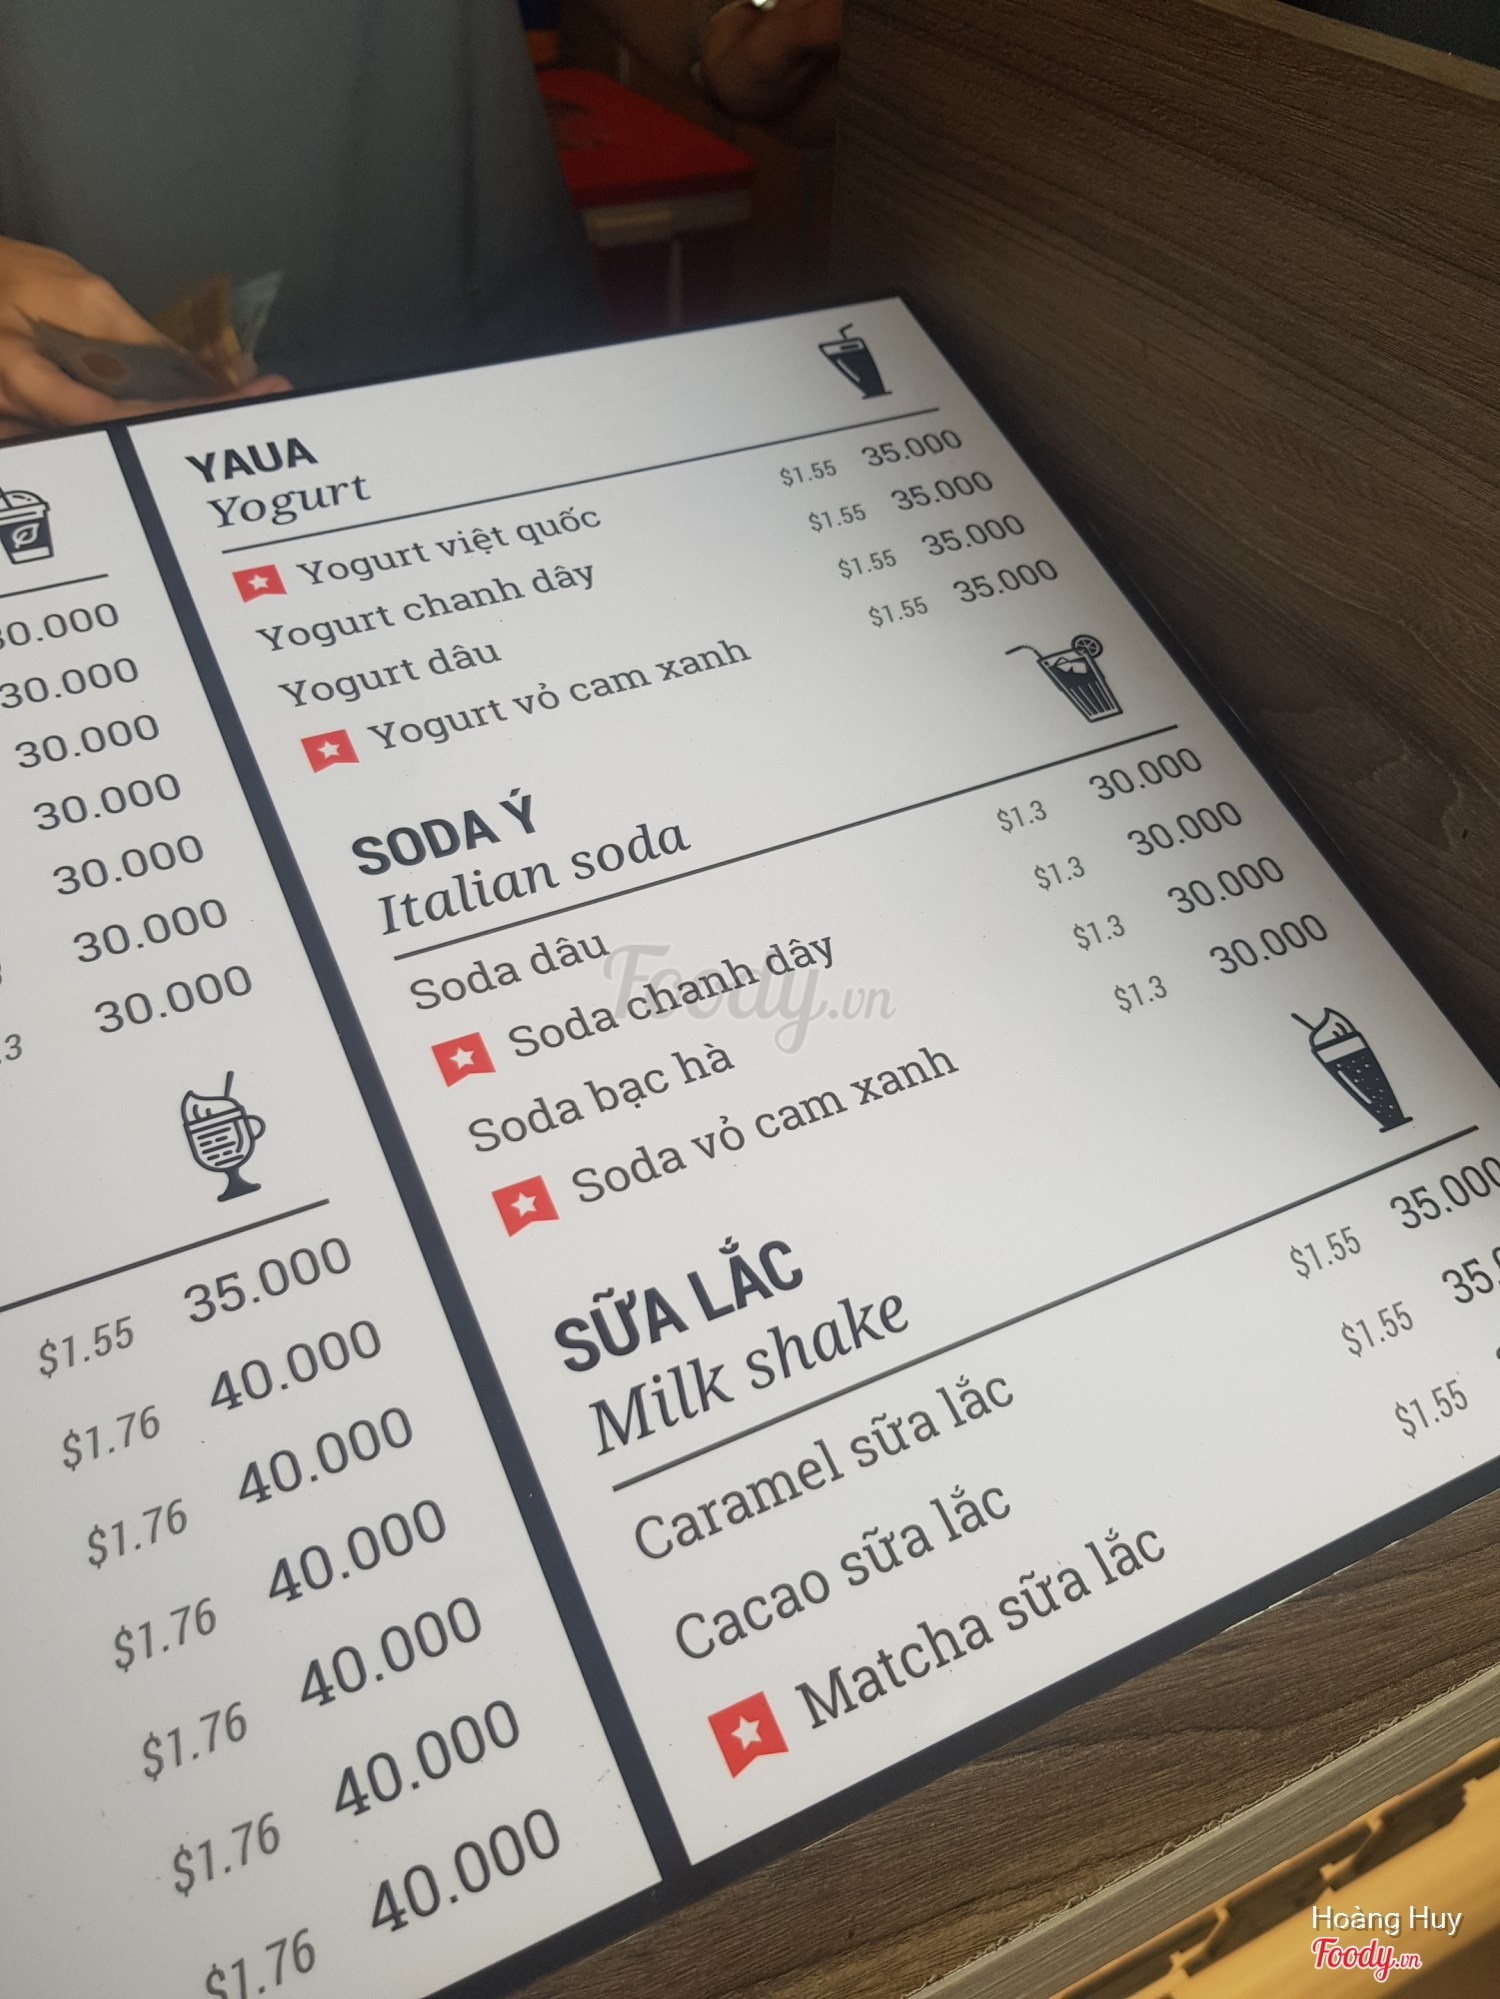 30.000
30.000
30.000
30.000
30.000
30.000
.3 30.000
$1.55 35.000
$1.76 40.000
$1.76 40.000
$1.76 40.000
$1.76 40.000
$1.76 40.000
$1.76 40.000
YAUA
Yogurt
Yogurt việt quốc $1.55 35.000
Yogurt chanh dây $1.55 35.000
Yogurt dâu $1.55 35.000
Yogurt vỏ cam xanh $1.55 35.000
SODA Ý
Italian soda
Soda dâu $1.3 30.000
Soda chanh dây $1.3 30.000
Soda bạc hà $1.3 30.000
Soda vỏ cam xanh $1.3 30.000
SỮA LẮC
Milk shake
Caramel sữa lắc $1.55 35.000
Cacao sữa lắc $1.55 35.
Matcha sữa lắc $1.55
Foody.vn
Hoàng Huy
Foody.vn